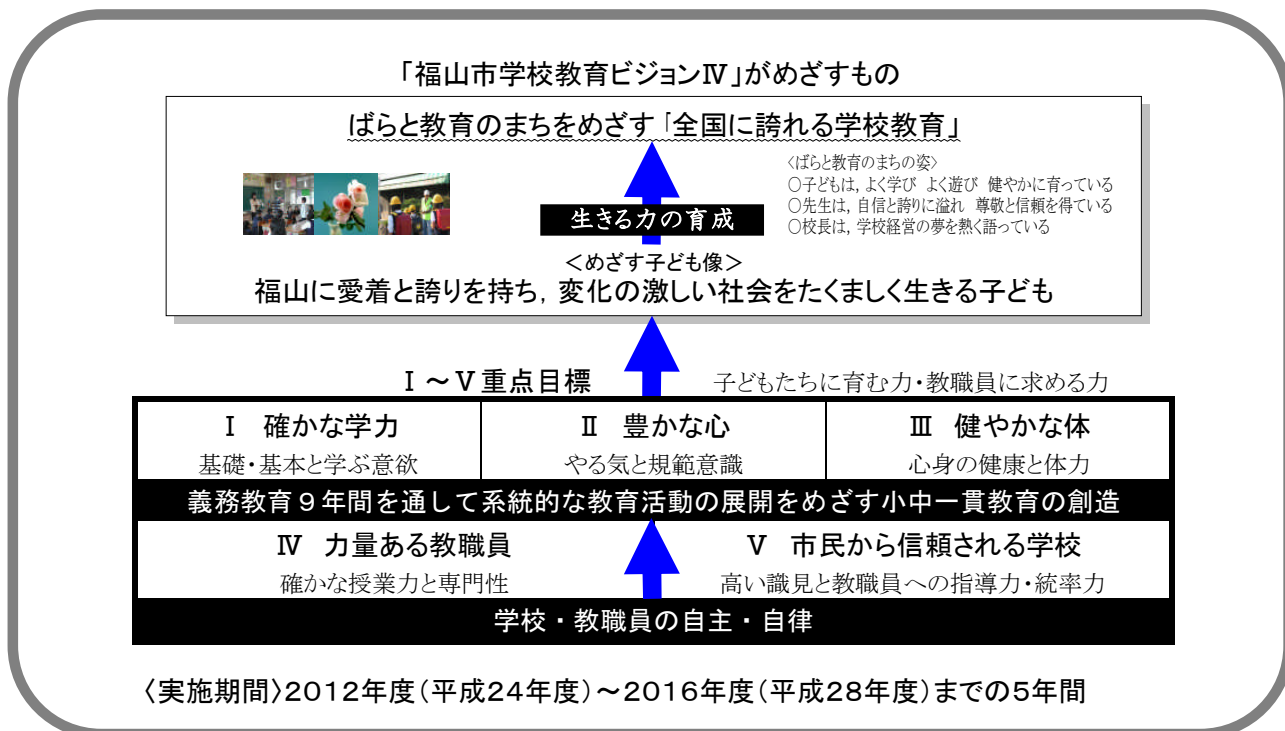 「福山市学校教育ビジョンⅣ」がめざすもの
ばらと教育のまちをめざす「全国に誇れる学校教育」
〈ばらと教育のまちの姿〉
○子どもは，よく学び よく遊び 健やかに育っている
○先生は，自信と誇りに溢れ 尊敬と信頼を得ている
○校長は，学校経営の夢を熱く語っている
生きる力の育成
＜めざす子ども像＞
福山に愛着と誇りを持ち，変化の激しい社会をたくましく生きる子ども
Ⅰ～Ⅴ重点目標 子どもたちに育む力・教職員に求める力
Ⅰ 確かな学力
基礎・基本と学ぶ意欲
Ⅱ 豊かな心
やる気と規範意識
Ⅲ 健やかな体
心身の健康と体力
義務教育９年間を通して系統的な教育活動の展開をめざす小中一貫教育の創造
Ⅳ 力量ある教職員
確かな授業力と専門性
Ⅴ 市民から信頼される学校
高い識見と教職員への指導力・統率力
学校・教職員の自主・自律
〈実施期間〉２０１２年度（平成２４年度）～２０１６年度（平成２８年度）までの５年間